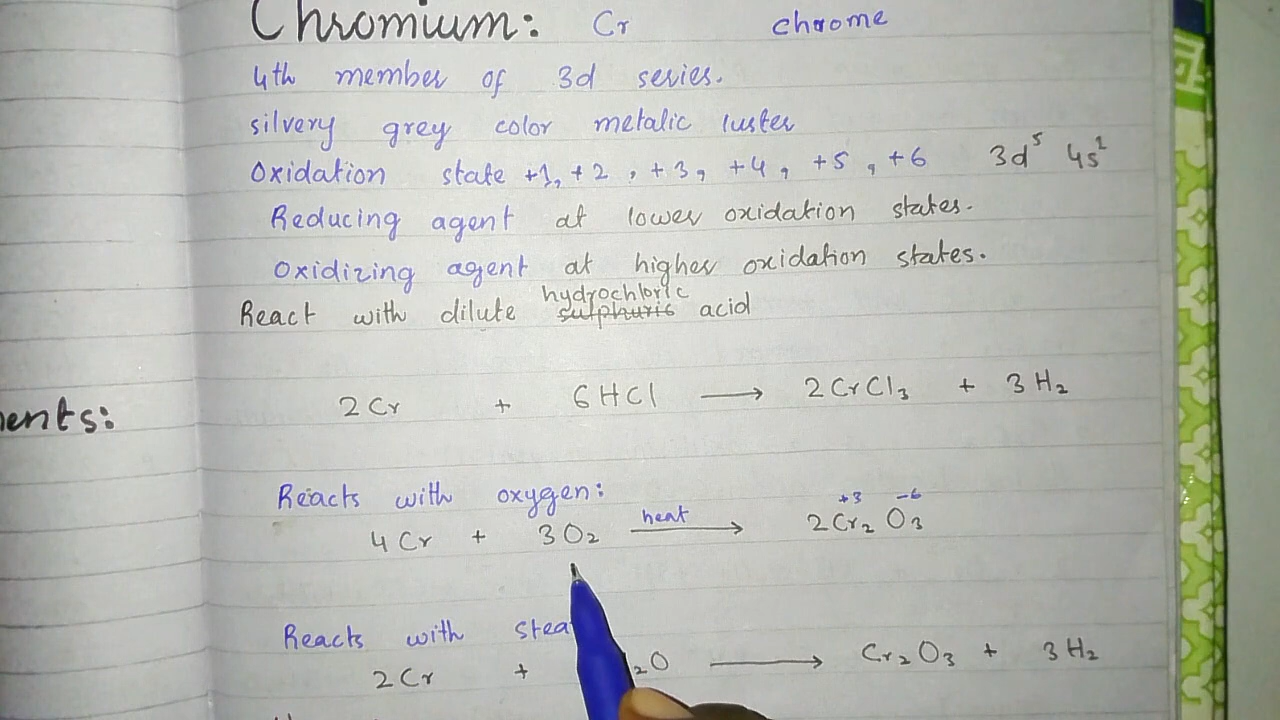 Chromium: Cr chrome
4th member of 3d series.
silvery grey color metalic luster
Oxidation state +1, +2, +3, +4, +5, +6 3d⁵ 4s²
Reducing agent at lower oxidation states.
Oxidizing agent at higher oxidation states.
hydrochloric
React with dilute sulphuric acid
2Cr + 6HCl → 2CrCl₃ + 3H₂
ents:
Reacts with oxygen:
+3 -6
4Cr + 3O₂ heat → 2Cr₂O₃
Reacts with stea
2Cr + ₂O → Cr₂O₃ + 3H₂